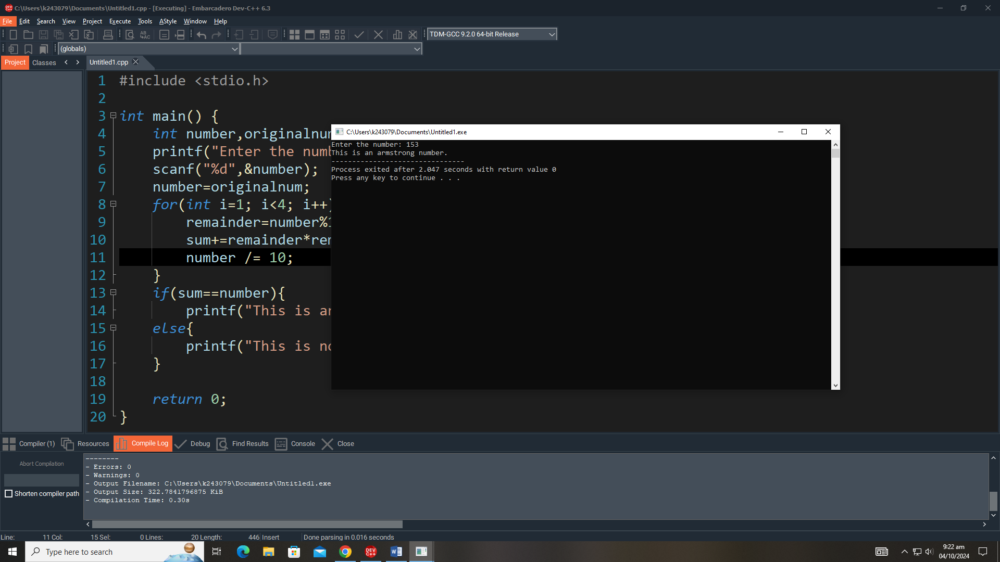 C:\Users\k243079\Documents\Untitled1.cpp - [Executing] - Embarcadero Dev-C++ 6.3
File Edit Search View Project Execute Tools AStyle Window Help
TDM-GCC 9.2.0 64-bit Release
(globals)
Project Classes
Untitled1.cpp
1 #include <stdio.h>
2
3 int main() {
4 int number,originalnu
5 printf("Enter the num
6 scanf("%d",&number);
7 number=originalnum;
8 for(int i=1; i<4; i++)
9 remainder=number%1
10 sum+=remainder*re
11 number /= 10;
12 }
13 if(sum==number){
14 printf("This is a
15 else{
16 printf("This is no
17 }
18
19 return 0;
20 }
C:\Users\k243079\Documents\Untitled1.exe
Enter the number: 153
This is an armstrong number.
--------------------------------
Process exited after 2.047 seconds with return value 0
Press any key to continue . . .
Compiler (1) Resources Compile Log Debug Find Results Console Close
Abort Compilation
Shorten compiler path
--------
- Errors: 0
- Warnings: 0
- Output Filename: C:\Users\k243079\Documents\Untitled1.exe
- Output Size: 322.7841796875 KiB
- Compilation Time: 0.30s
Line: 11 Col: 15 Sel: 0 Lines: 20 Length: 446 Insert Done parsing in 0.016 seconds
Type here to search
DEV C++
9:22 am
04/10/2024